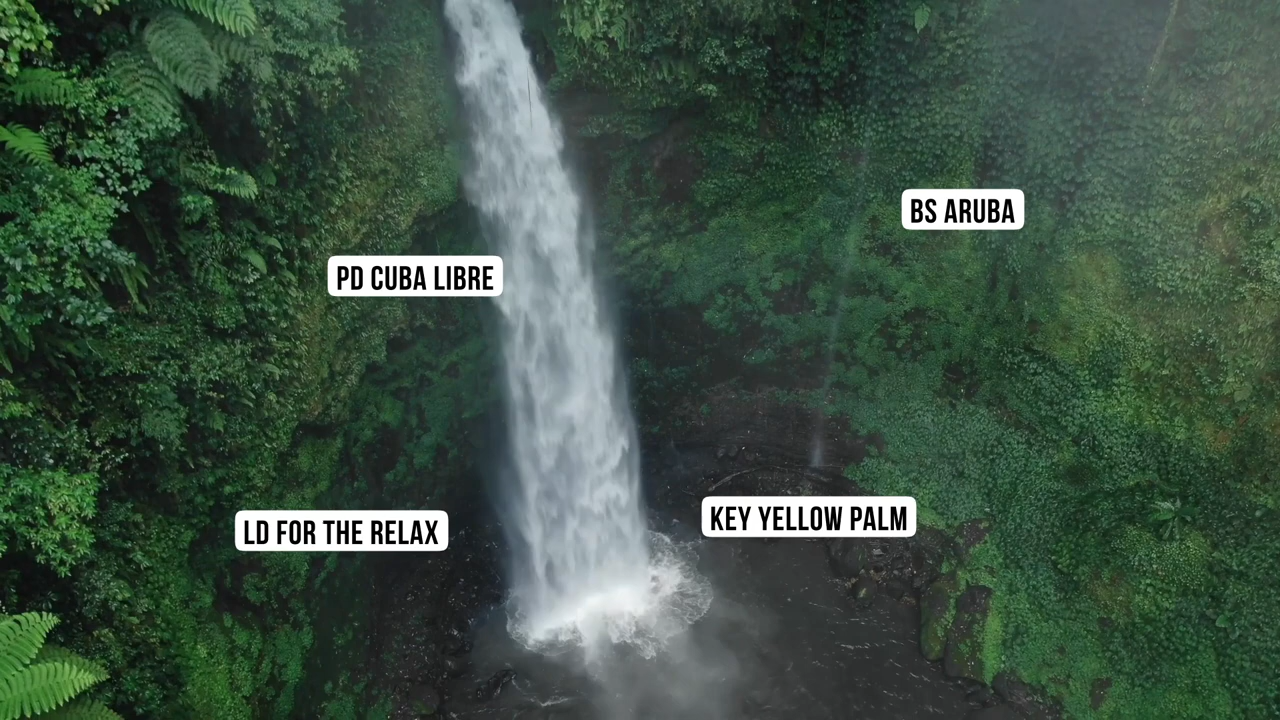 BS ARUBA
PD CUBA LIBRE
KEY YELLOW PALM
LD FOR THE RELAX